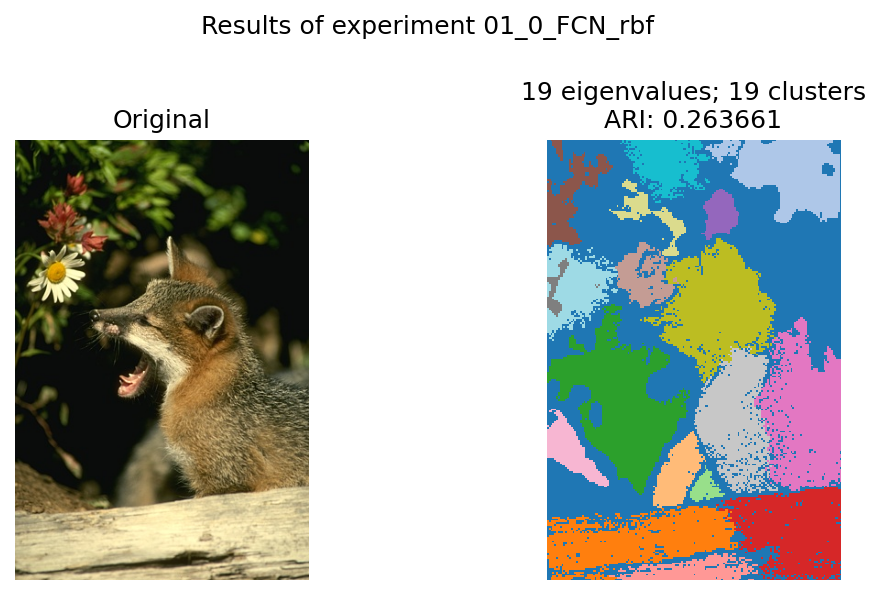 Results of experiment 01_0_FCN_rbf
Original
19 eigenvalues; 19 clusters
ARI: 0.263661